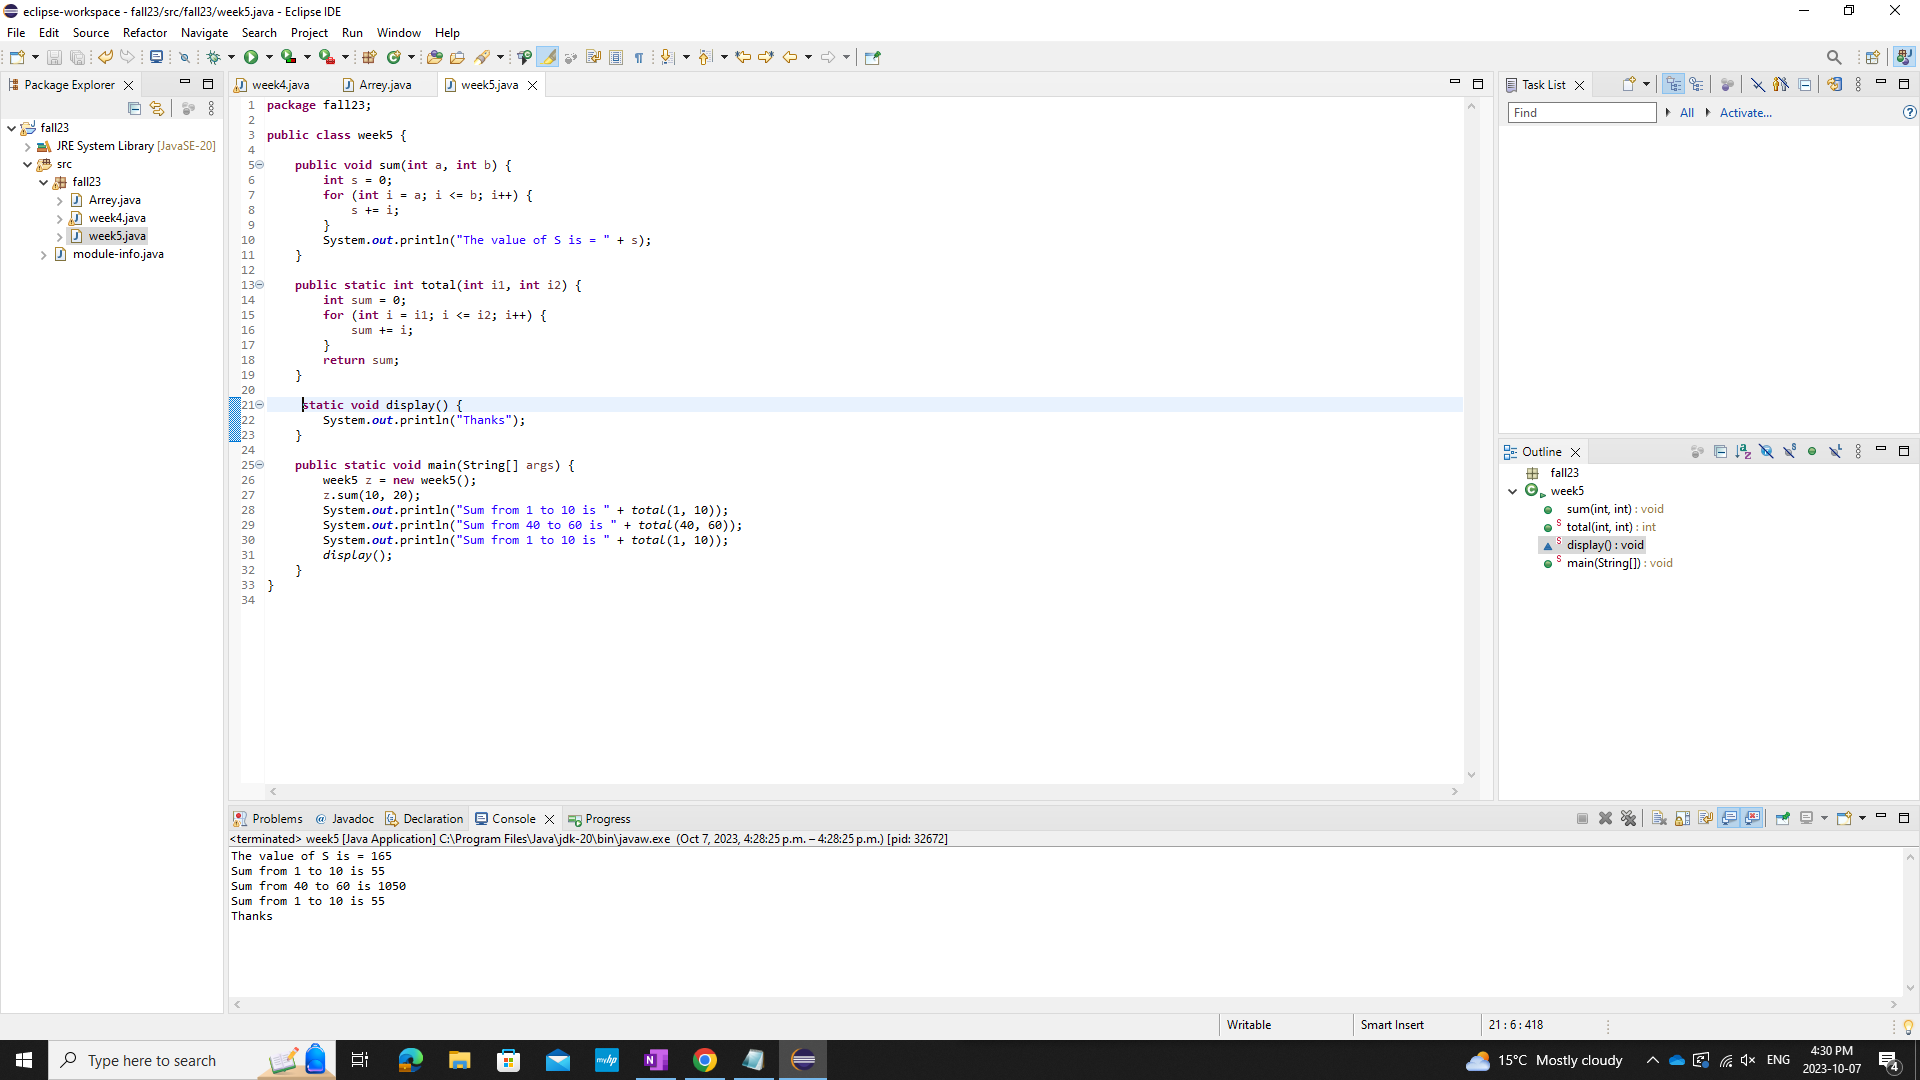 eclipse-workspace - fall23/src/fall23/week5.java - Eclipse IDE
File Edit Source Refactor Navigate Search Project Run Window Help
Package Explorer
fall23
JRE System Library [JavaSE-20]
src
fall23
Arrey.java
week4.java
week5.java
module-info.java
week4.java Arrey.java week5.java
1 package fall23;
2
3 public class week5 {
4
5     public void sum(int a, int b) {
6         int s = 0;
7         for (int i = a; i <= b; i++) {
8             s += i;
9         }
10         System.out.println("The value of S is = " + s);
11     }
12
13     public static int total(int i1, int i2) {
14         int sum = 0;
15         for (int i = i1; i <= i2; i++) {
16             sum += i;
17         }
18         return sum;
19     }
20
21      static void display() {
22         System.out.println("Thanks");
23     }
24
25     public static void main(String[] args) {
26         week5 z = new week5();
27         z.sum(10, 20);
28         System.out.println("Sum from 1 to 10 is " + total(1, 10));
29         System.out.println("Sum from 40 to 60 is " + total(40, 60));
30         System.out.println("Sum from 1 to 10 is " + total(1, 10));
31         display();
32     }
33 }
34
Task List
Find All Activate...
Outline
fall23
week5
sum(int, int) : void
total(int, int) : int
display() : void
main(String[]) : void
Problems Javadoc Declaration Console Progress
<terminated> week5 [Java Application] C:\Program Files\Java\jdk-20\bin\javaw.exe (Oct 7, 2023, 4:28:25 p.m. – 4:28:25 p.m.) [pid: 32672]
The value of S is = 165
Sum from 1 to 10 is 55
Sum from 40 to 60 is 1050
Sum from 1 to 10 is 55
Thanks
Writable Smart Insert 21 : 6 : 418
Type here to search
15°C Mostly cloudy
ENG
4:30 PM
2023-10-07
4